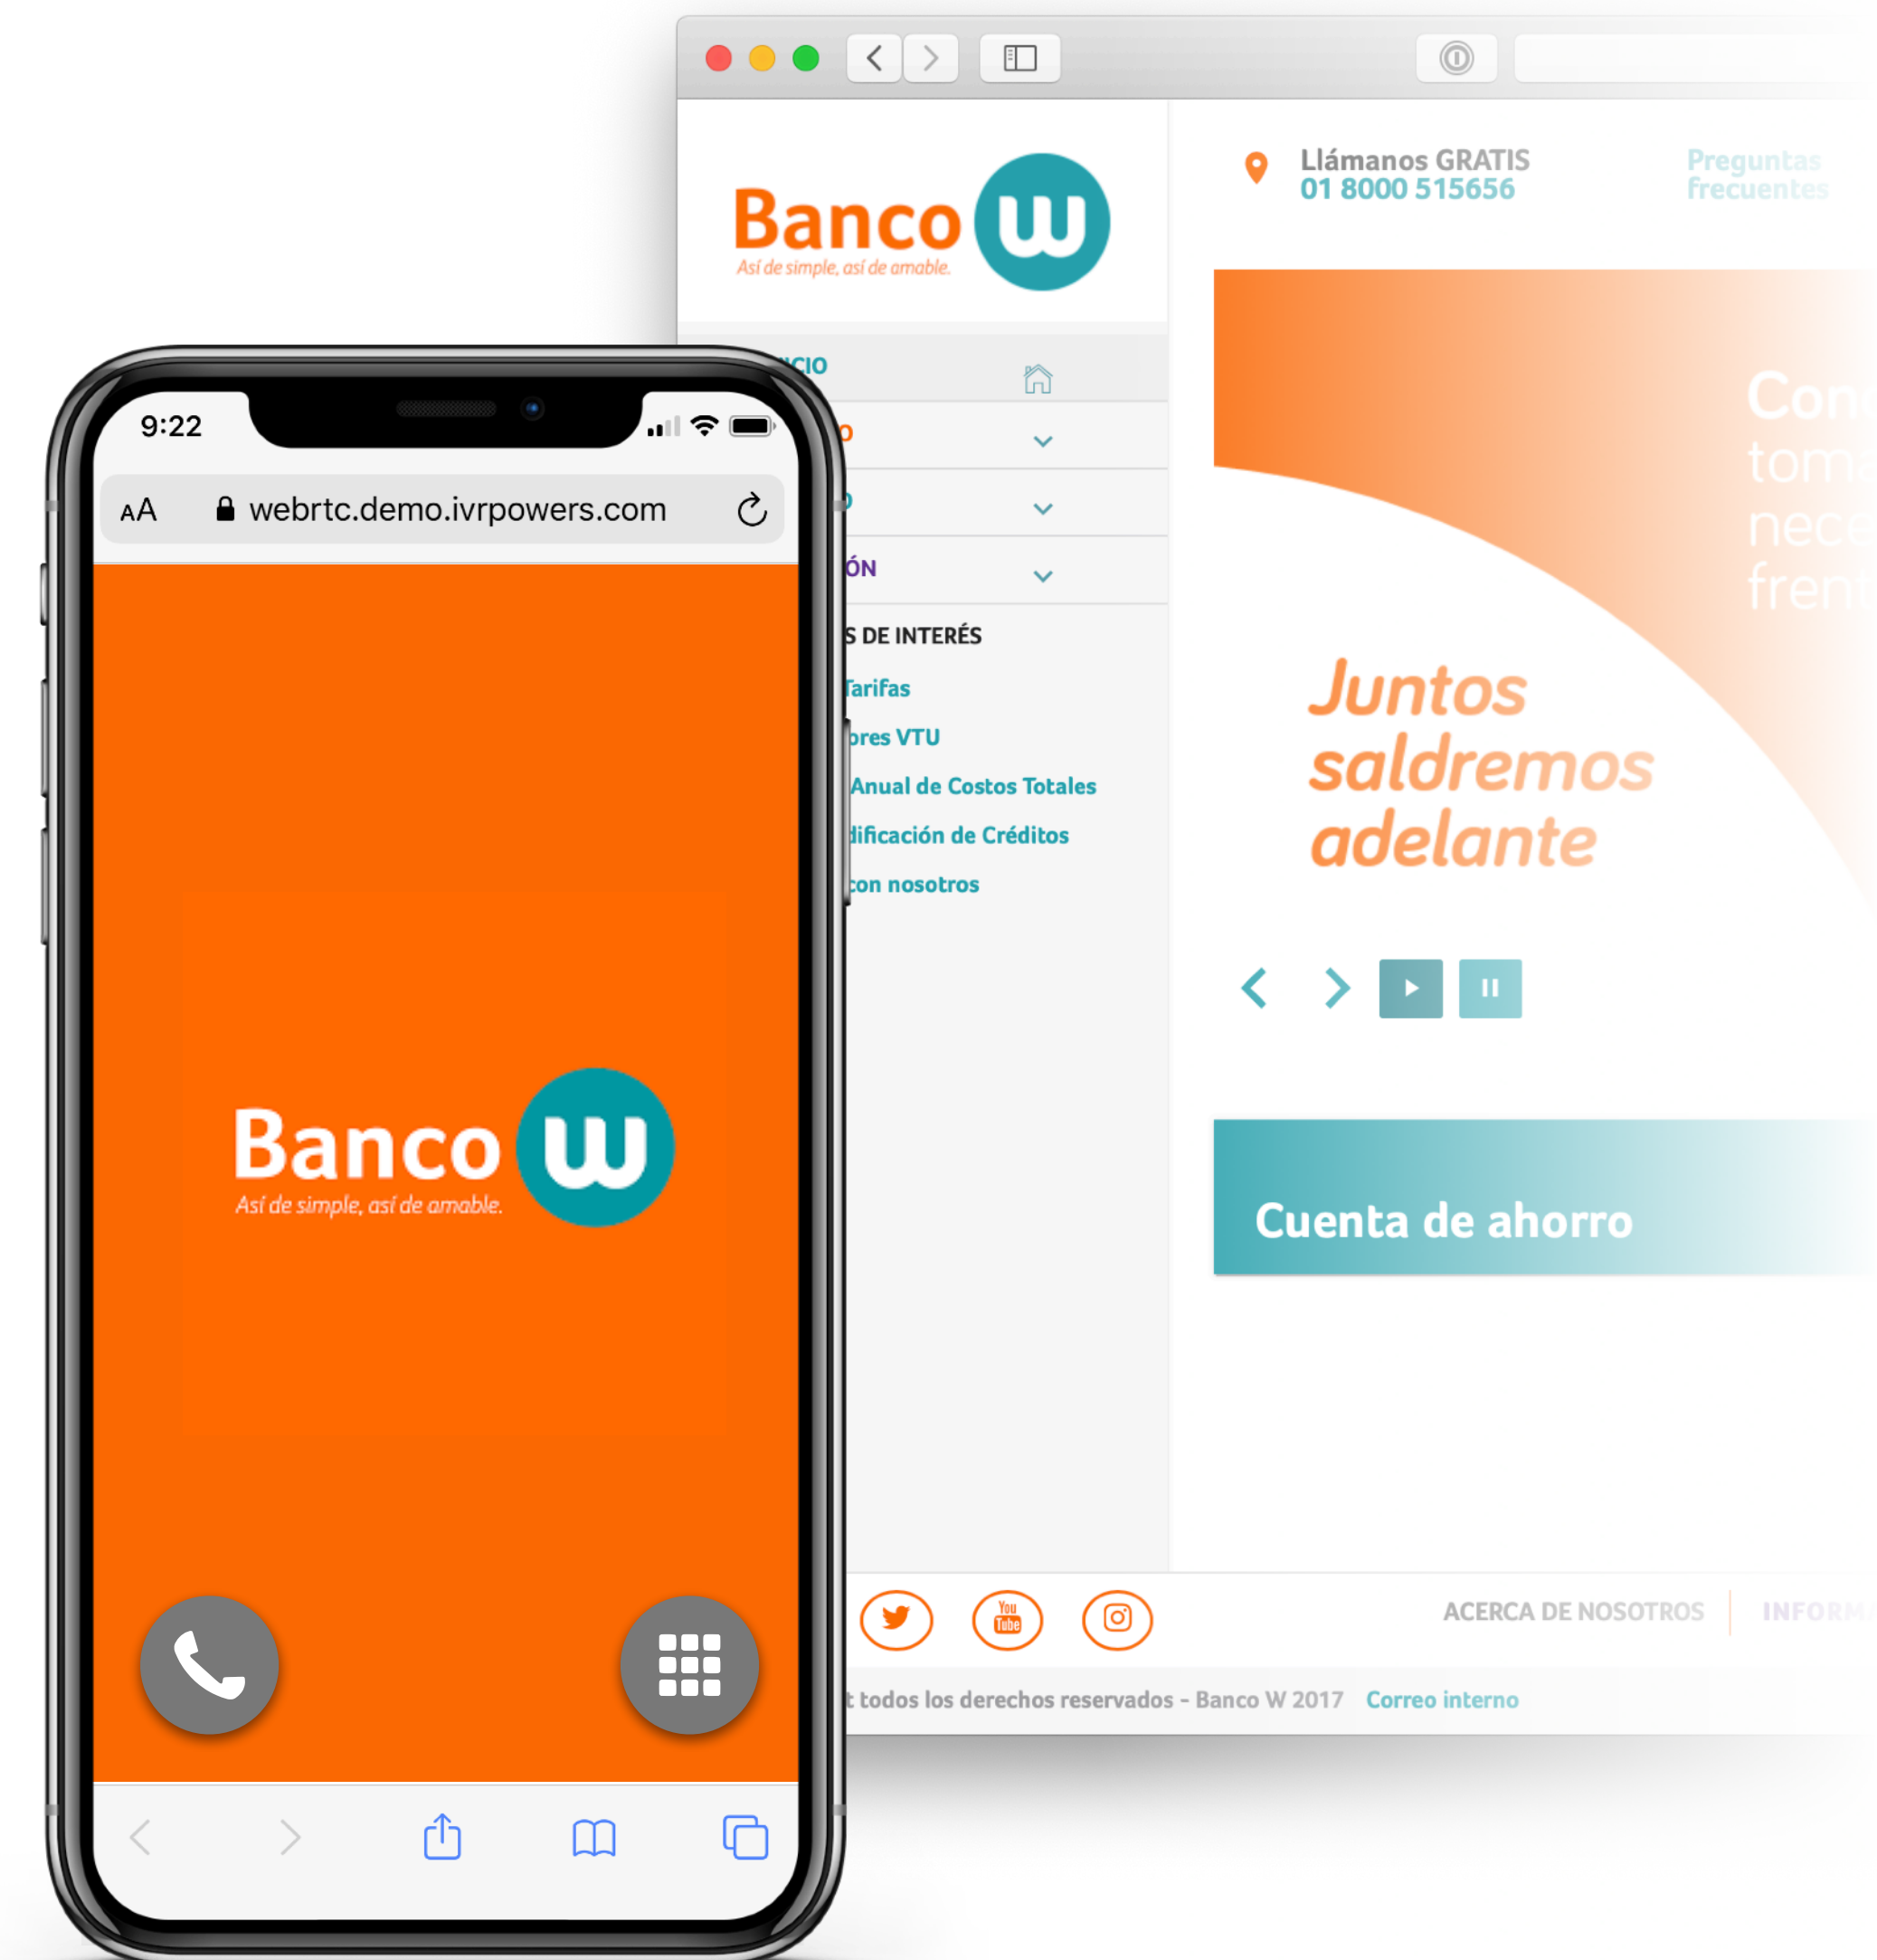 Banco W
Así de simple, así de amable.
Llámanos GRATIS
01 8000 515656
Preguntas
frecuentes
S DE INTERÉS
Tarifas
VTU
Anual de Costos Totales
de Créditos
con nosotros
Juntos
saldremos
adelante
Cuenta de ahorro
You
Tube
ACERCA DE NOSOTROS
todos los derechos reservados - Banco W 2017 Correo interno
9:22
AA webrtc.demo.ivrpowers.com
Banco W
Así de simple, así de amable.